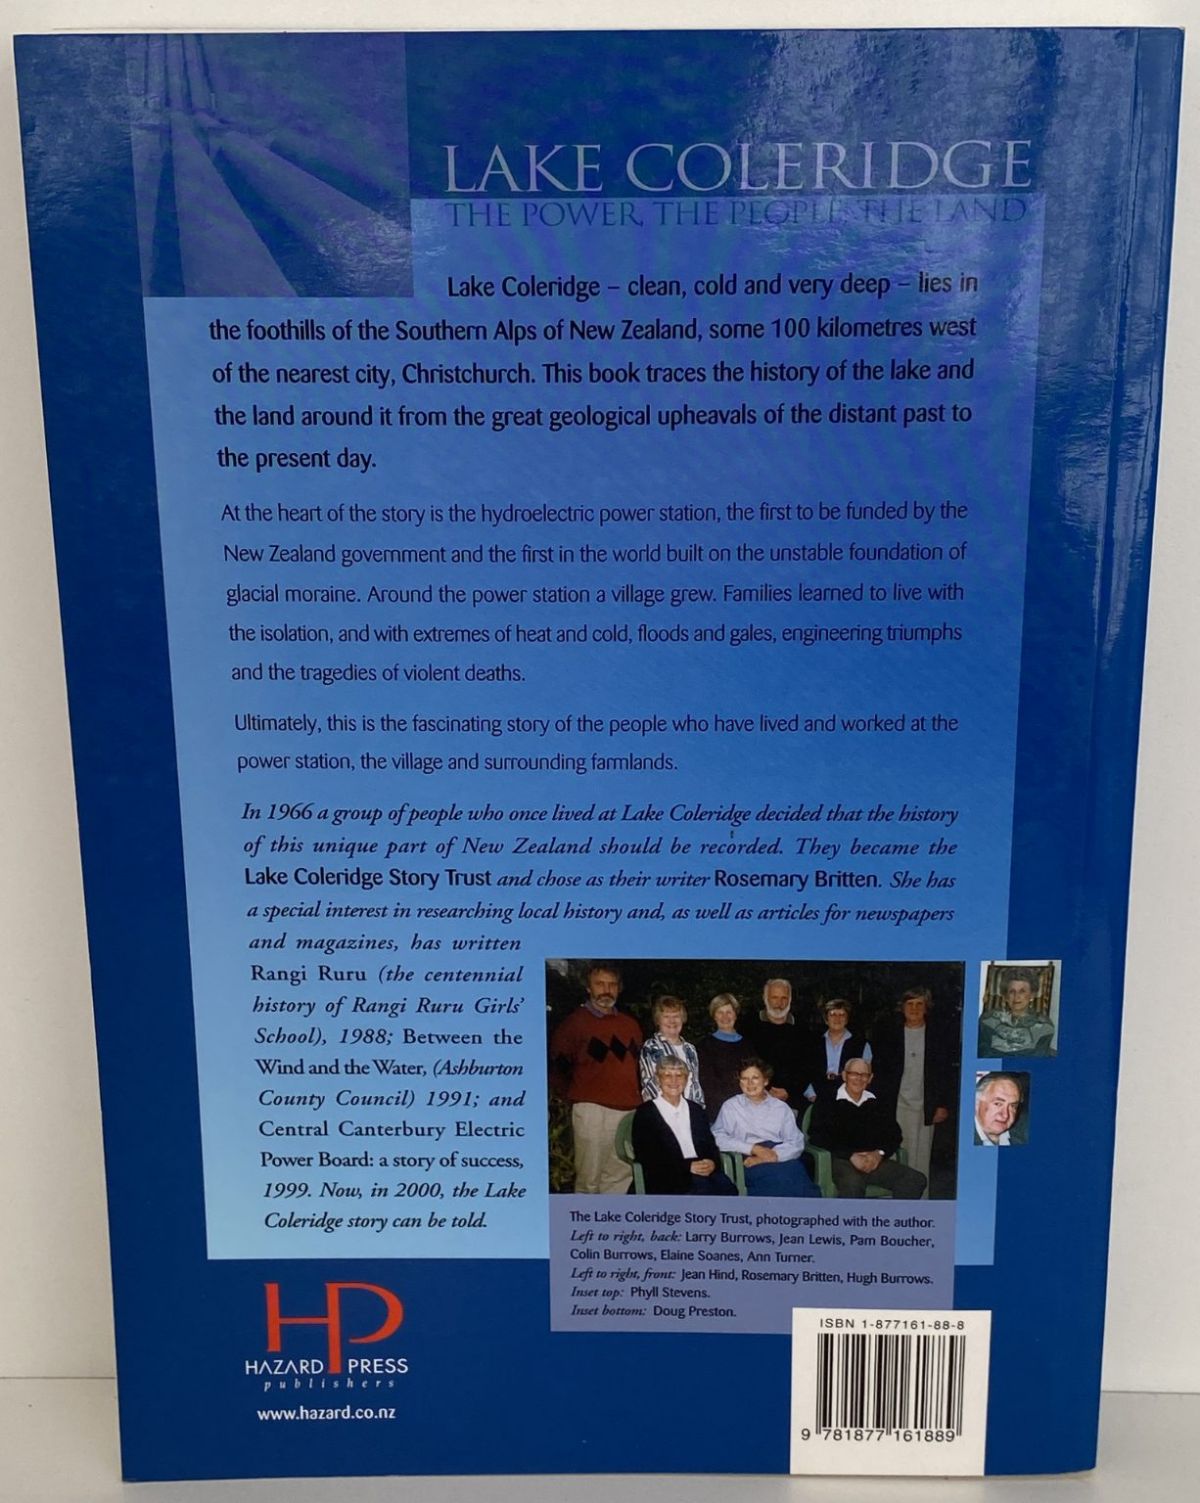 LAKE COLERIDGE
THE POWER, THE PEOPLE, THE LAND
Lake Coleridge – clean, cold and very deep – lies in
the foothills of the Southern Alps of New Zealand, some 100 kilometres west
of the nearest city, Christchurch. This book traces the history of the lake and
the land around it from the great geological upheavals of the distant past to
the present day.
At the heart of the story is the hydroelectric power station, the first to be funded by the
New Zealand government and the first in the world built on the unstable foundation of
glacial moraine. Around the power station a village grew. Families learned to live with
the isolation, and with extremes of heat and cold, floods and gales, engineering triumphs
and the tragedies of violent deaths.
Ultimately, this is the fascinating story of the people who have lived and worked at the
power station, the village and surrounding farmlands.
In 1966 a group of people who once lived at Lake Coleridge decided that the history
of this unique part of New Zealand should be recorded. They became the
Lake Coleridge Story Trust and chose as their writer Rosemary Britten. She has
a special interest in researching local history and, as well as articles for newspapers
and magazines, has written
Rangi Ruru (the centennial
history of Rangi Ruru Girls'
School), 1988; Between the
Wind and the Water, (Ashburton
County Council) 1991; and
Central Canterbury Electric
Power Board: a story of success,
1999. Now, in 2000, the Lake
Coleridge story can be told.
The Lake Coleridge Story Trust, photographed with the author.
Left to right, back: Larry Burrows, Jean Lewis, Pam Boucher,
Colin Burrows, Elaine Soanes, Ann Turner.
Left to right, front: Jean Hind, Rosemary Britten, Hugh Burrows.
Inset top: Phyll Stevens.
Inset bottom: Doug Preston.
HP
HAZARD PRESS
publishers
www.hazard.co.nz
ISBN 1-877161-88-8
9 781877 161889